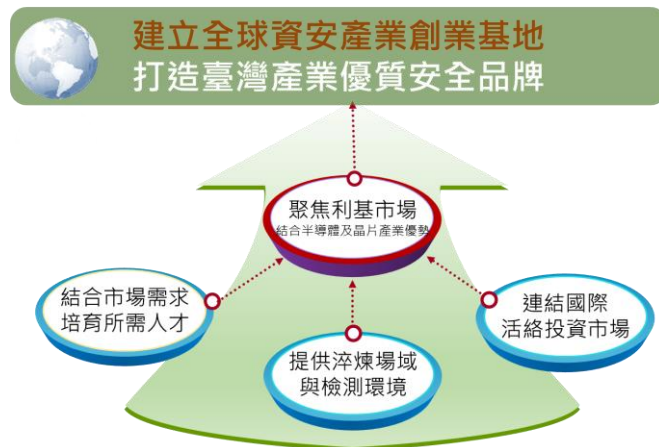 建立全球資安產業創業基地
打造臺灣產業優質安全品牌
聚焦利基市場
結合半導體及晶片產業優勢
結合市場需求
培育所需人才
提供淬煉場域
與檢測環境
連結國際
活絡投資市場